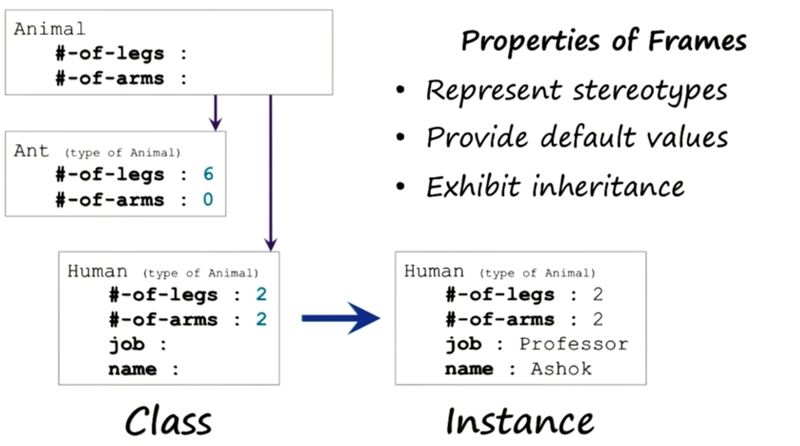 Animal
#-of-legs :
#-of-arms :
Ant (type of Animal)
#-of-legs : 6
#-of-arms : 0
Human (type of Animal)
#-of-legs : 2
#-of-arms : 2
job :
name :
Class
Properties of Frames
• Represent stereotypes
• Provide default values
• Exhibit inheritance
Human (type of Animal)
#-of-legs : 2
#-of-arms : 2
job : Professor
name : Ashok
Instance